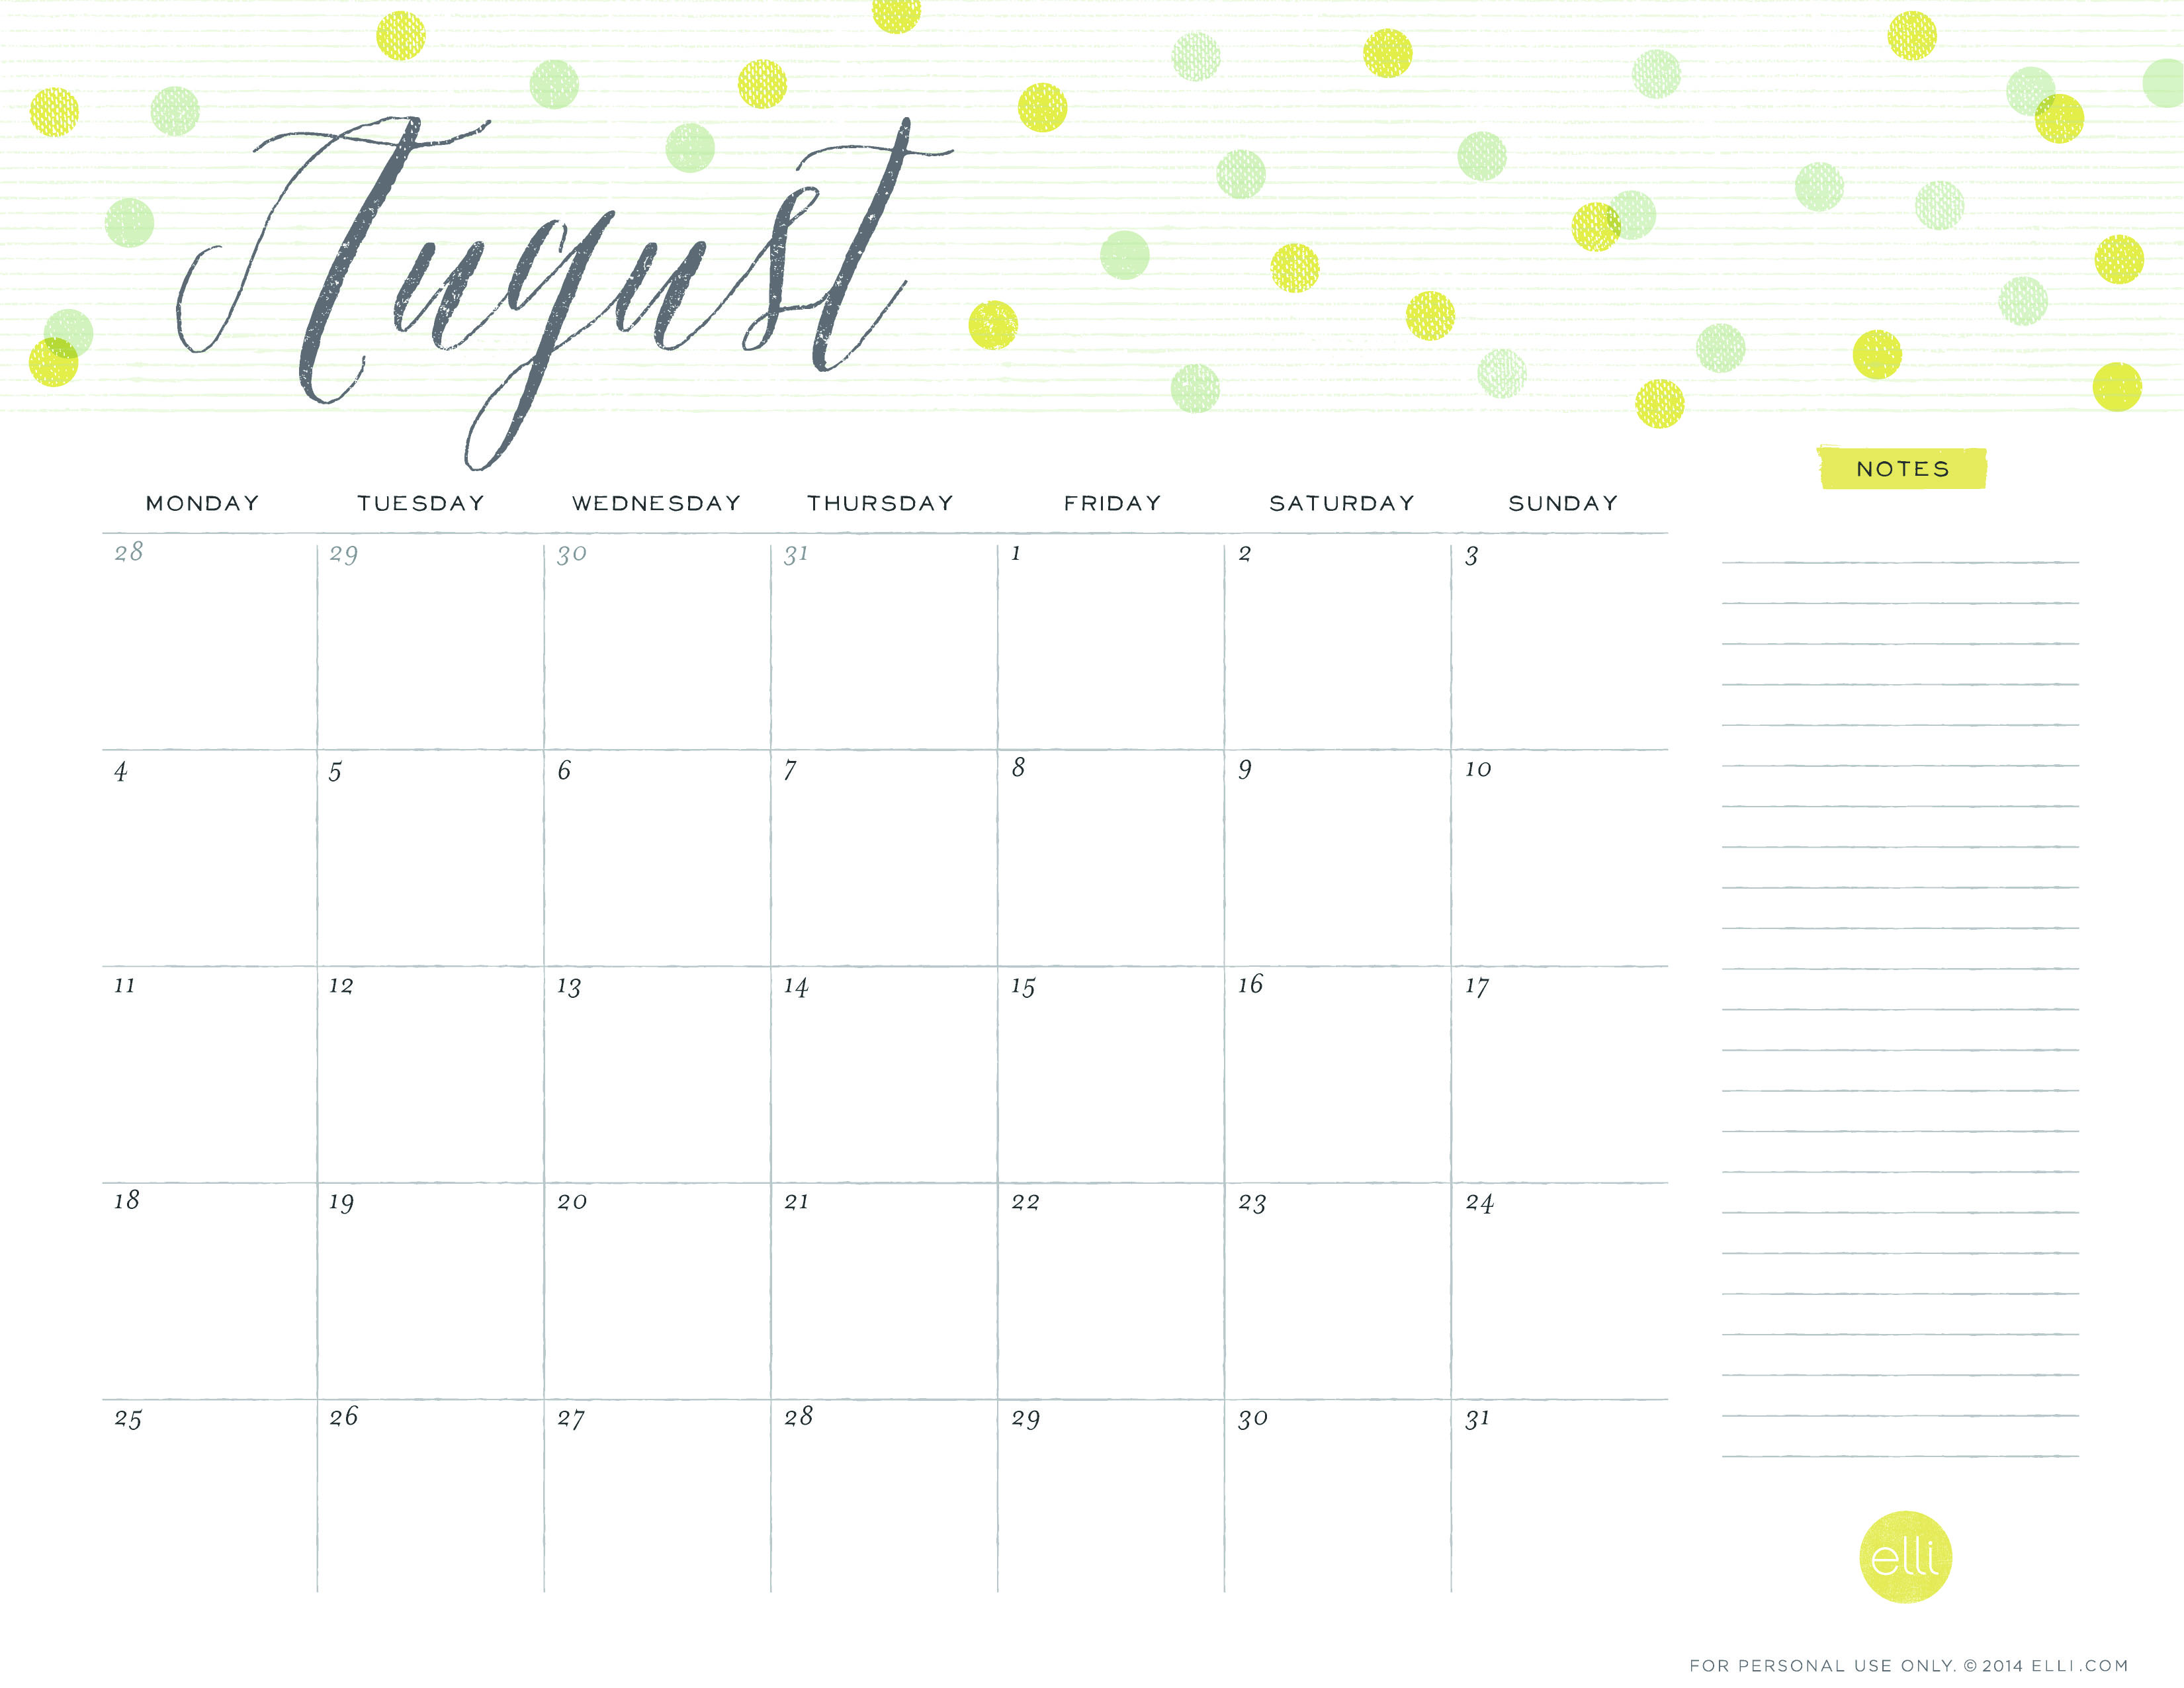 August
NOTES
MONDAY TUESDAY WEDNESDAY THURSDAY FRIDAY SATURDAY SUNDAY
28 29 30 31 1 2 3
4 5 6 7 8 9 10
11 12 13 14 15 16 17
18 19 20 21 22 23 24
25 26 27 28 29 30 31
elli
FOR PERSONAL USE ONLY. © 2014 ELLI.COM